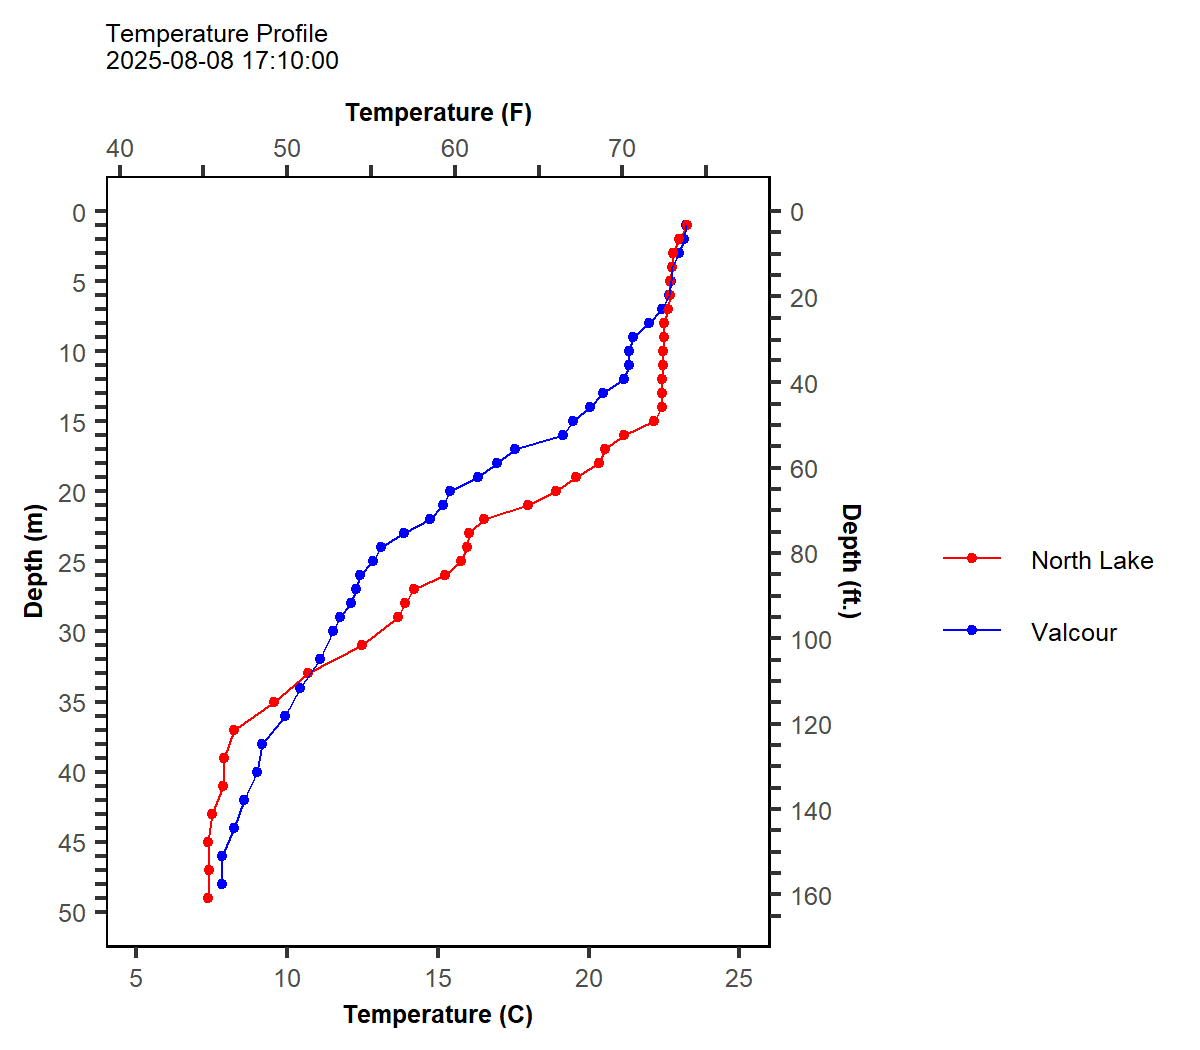 Temperature Profile
2025-08-08 17:10:00
Temperature (F)
40 50 60 70
0 5 10 15 20 25 30 35 40 45 50
Depth (m)
0 20 40 60 80 100 120 140 160
Depth (ft.)
5 10 15 20 25
Temperature (C)
North Lake
Valcour